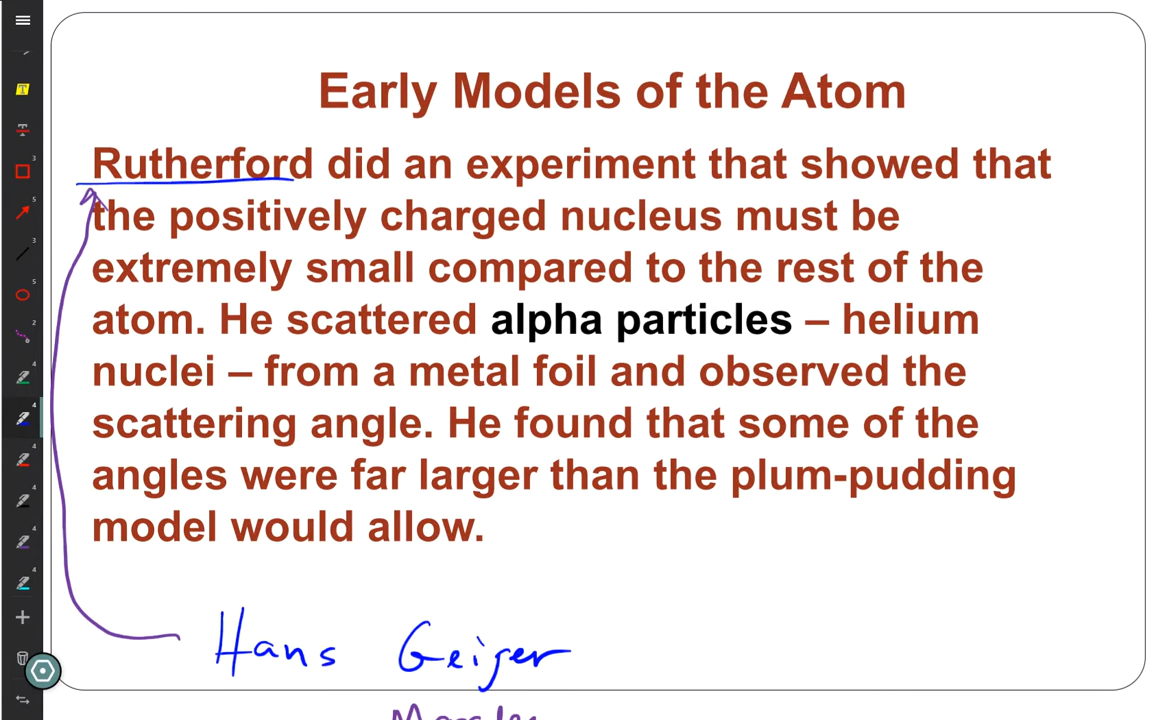 Early Models of the Atom
Rutherford did an experiment that showed that
the positively charged nucleus must be
extremely small compared to the rest of the
atom. He scattered alpha particles – helium
nuclei – from a metal foil and observed the
scattering angle. He found that some of the
angles were far larger than the plum-pudding
model would allow.
Hans Geiger